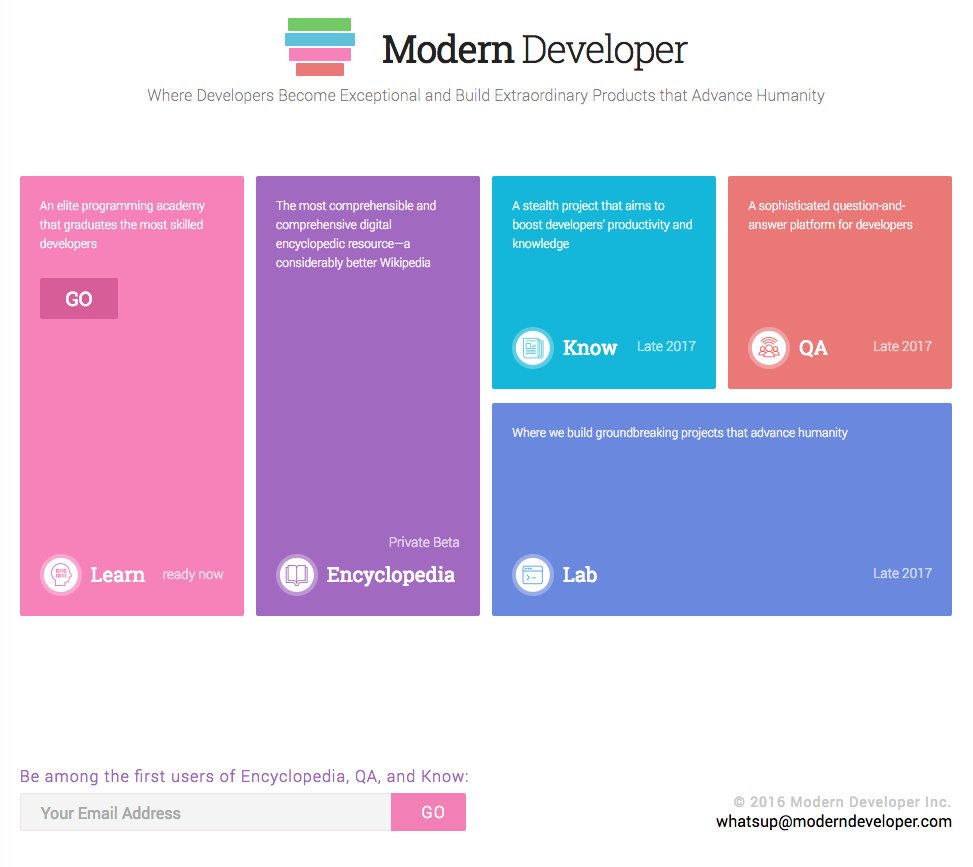 Modern Developer
Where Developers Become Exceptional and Build Extraordinary Products that Advance Humanity
An elite programming academy
that graduates the most skilled
developers
GO
Learn ready now
The most comprehensible and
comprehensive digital
encyclopedic resource—a
considerably better Wikipedia
Private Beta
Encyclopedia
A stealth project that aims to
boost developers' productivity and
knowledge
Know Late 2017
A sophisticated question-and-
answer platform for developers
QA Late 2017
Where we build groundbreaking projects that advance humanity
Lab Late 2017
Be among the first users of Encyclopedia, QA, and Know:
Your Email Address GO
© 2016 Modern Developer Inc.
whatsup@moderndeveloper.com